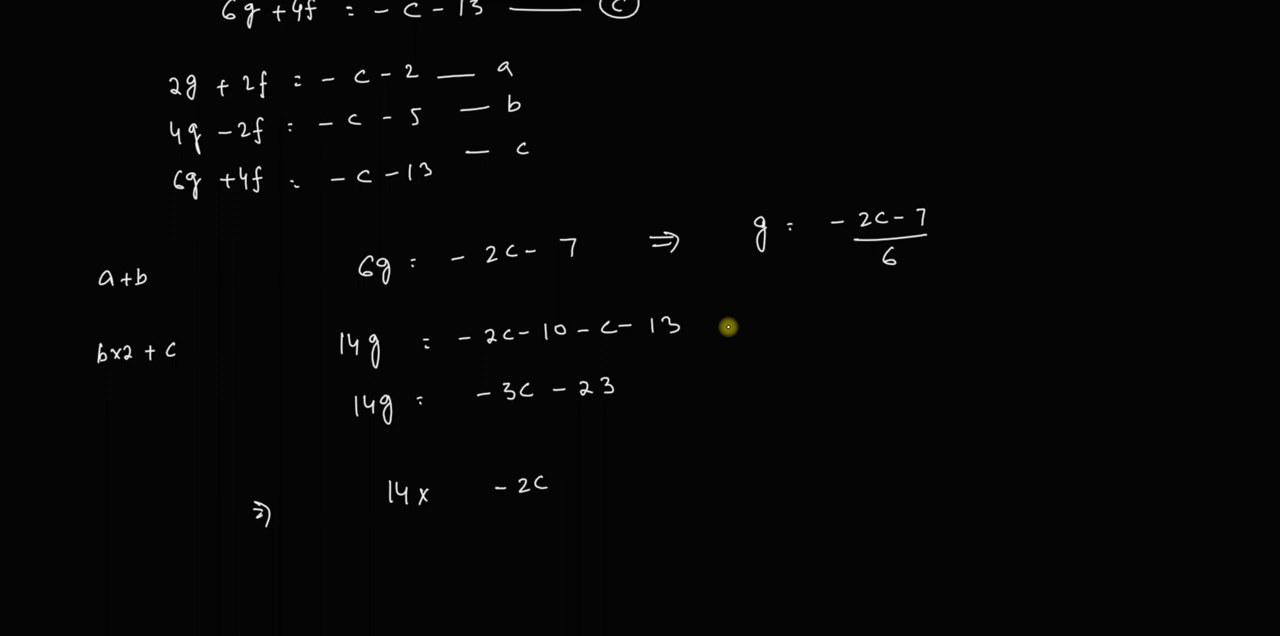 6g + 4f = - c - 13 —— (c)
2g + 2f = - c - 2 — a
4g - 2f = - c - 5 — b
6g + 4f = - c - 13 — c
a + b 6g = - 2c - 7 ⇒ g = (- 2c - 7)/6
b×2 + c 14g = - 2c - 10 - c - 13
14g = - 3c - 23
⇒ 14 × - 2c